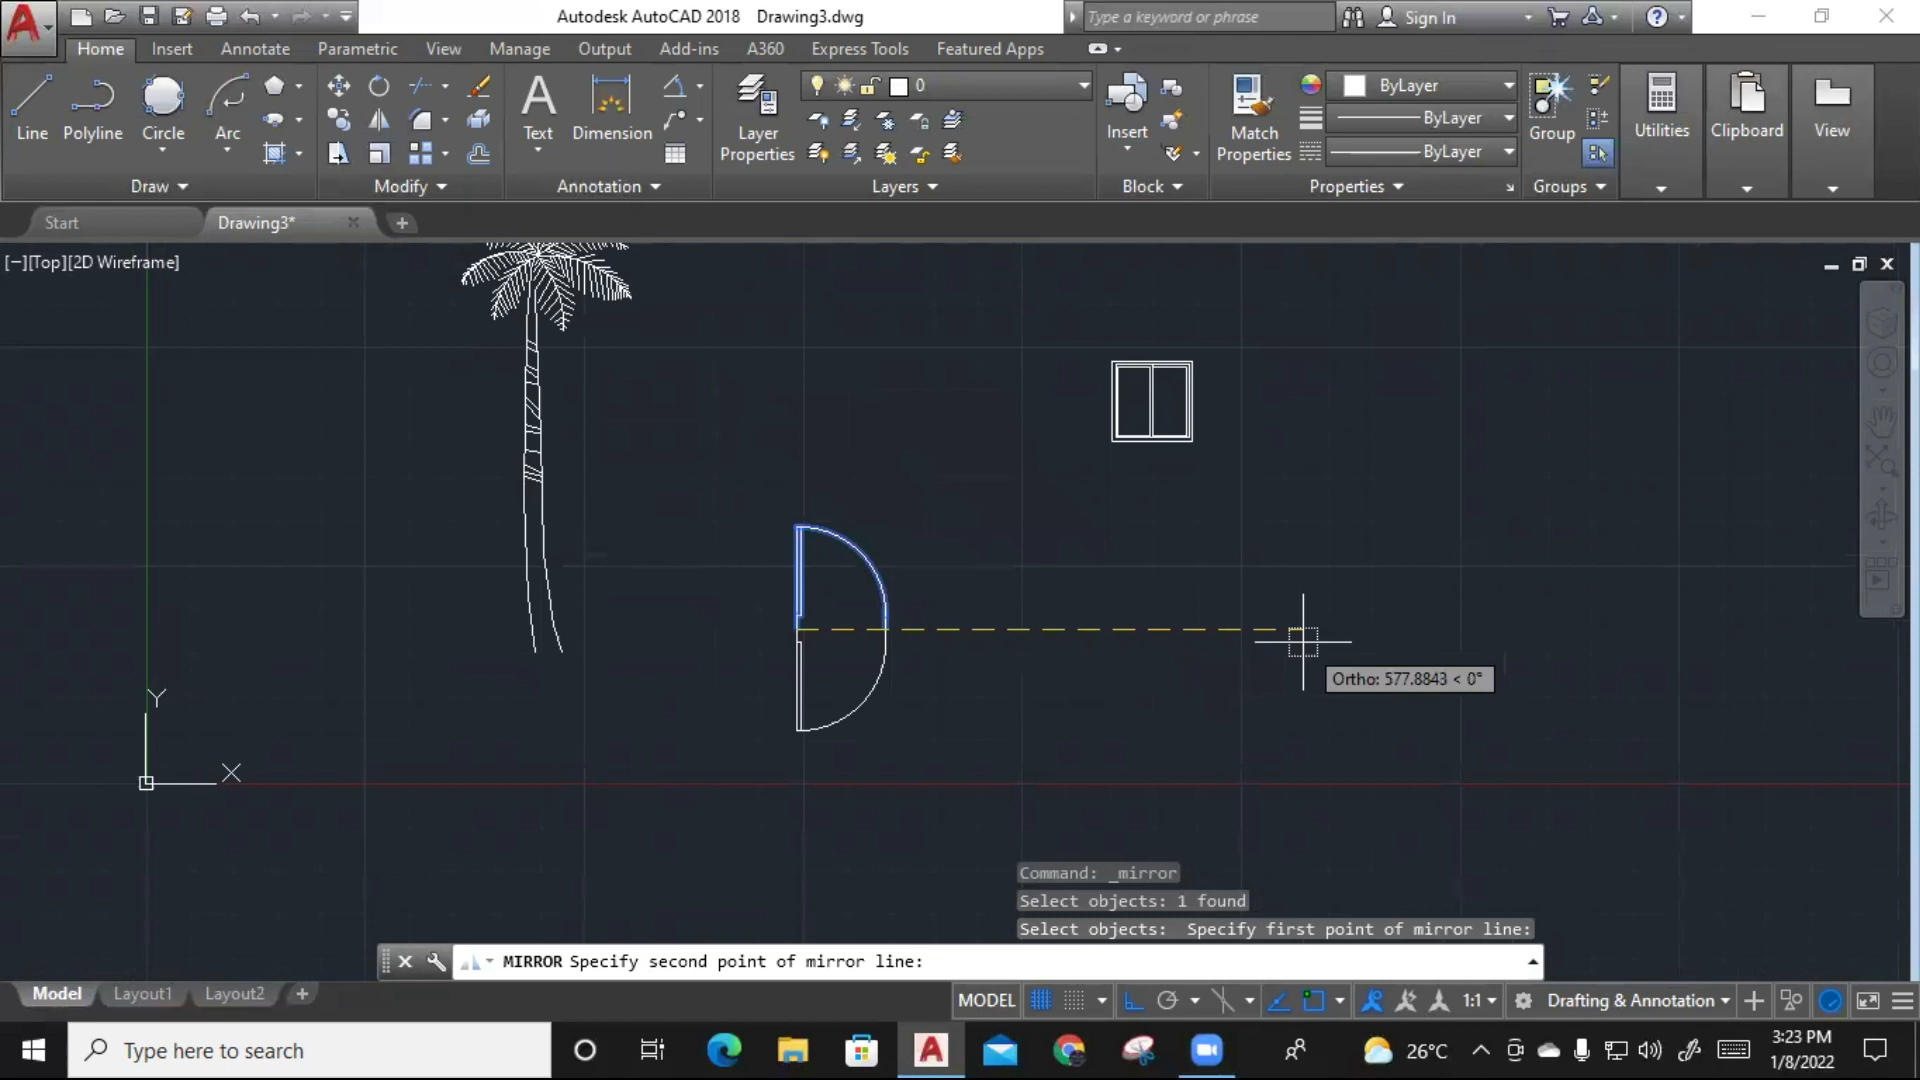 Autodesk AutoCAD 2018 Drawing3.dwg
Type a keyword or phrase
Sign In
Home Insert Annotate Parametric View Manage Output Add-ins A360 Express Tools Featured Apps
0
ByLayer
Line Polyline Circle Arc
Text Dimension
Layer Properties
Insert
Match Properties
ByLayer
ByLayer
Group
Utilities Clipboard View
Draw Modify Annotation Layers Block Properties Groups
Start Drawing3*
[−][Top][2D Wireframe]
Ortho: 577.8843 < 0°
Y
X
Command: _mirror
Select objects: 1 found
Select objects: Specify first point of mirror line:
MIRROR Specify second point of mirror line:
Model Layout1 Layout2
MODEL 1:1 Drafting & Annotation
Type here to search
26°C
3:23 PM
1/8/2022